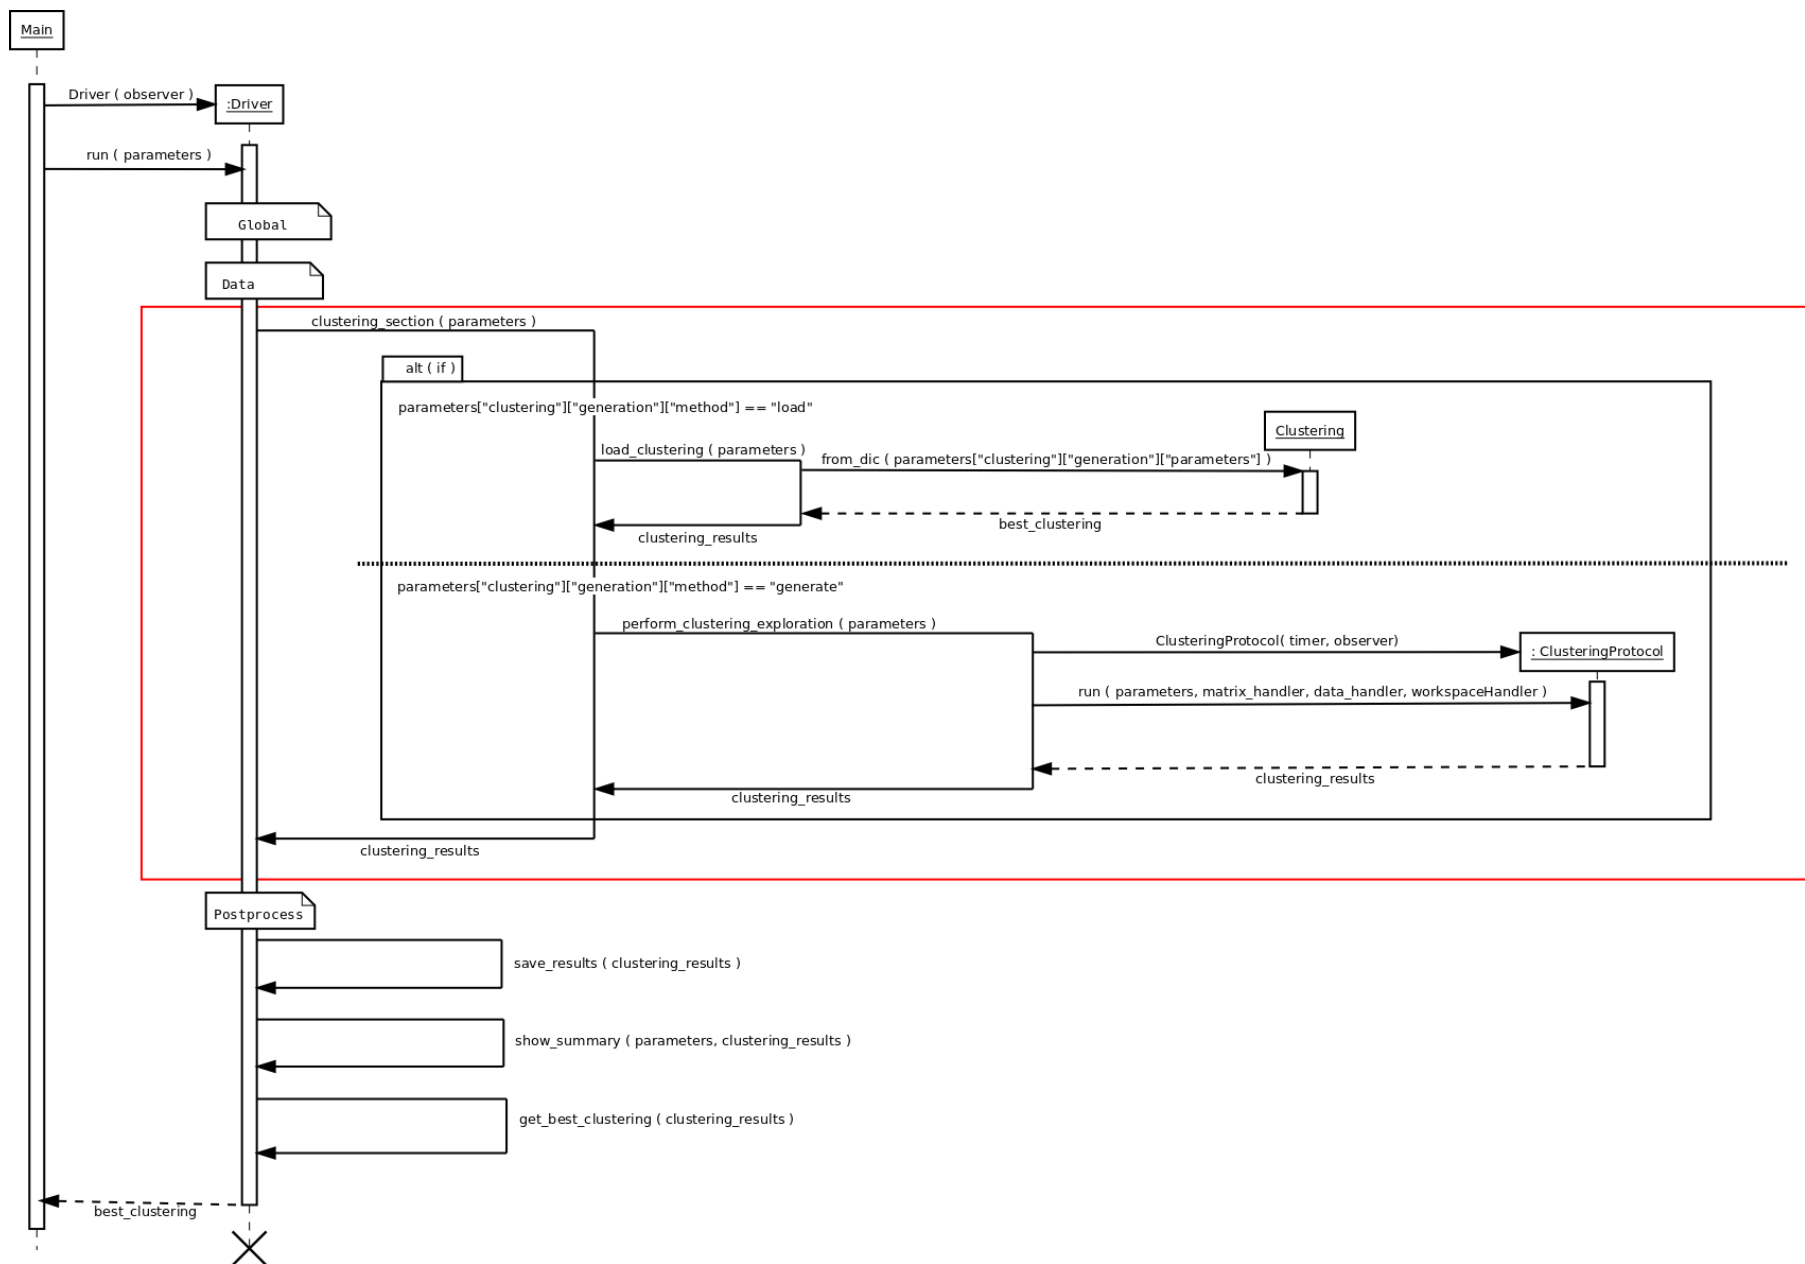 Main
Driver ( observer )
:Driver
run ( parameters )
Global
Data
clustering_section ( parameters )
alt ( if )
parameters["clustering"]["generation"]["method"] == "load"
Clustering
load_clustering ( parameters )
from_dic ( parameters["clustering"]["generation"]["parameters"] )
best_clustering
clustering_results
parameters["clustering"]["generation"]["method"] == "generate"
perform_clustering_exploration ( parameters )
ClusteringProtocol( timer, observer)
: ClusteringProtocol
run ( parameters, matrix_handler, data_handler, workspaceHandler )
clustering_results
clustering_results
clustering_results
Postprocess
save_results ( clustering_results )
show_summary ( parameters, clustering_results )
get_best_clustering ( clustering_results )
best_clustering